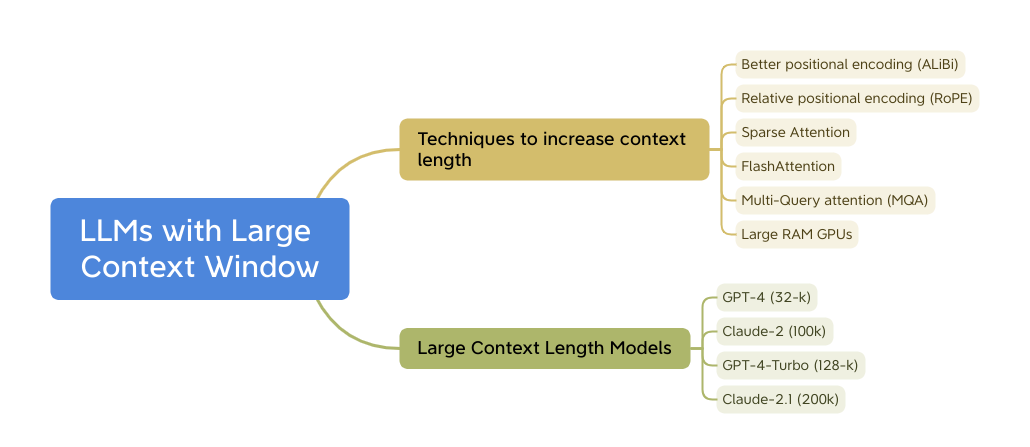 LLMs with Large
Context Window
Techniques to increase context
length
Better positional encoding (ALiBi)
Relative positional encoding (RoPE)
Sparse Attention
FlashAttention
Multi-Query attention (MQA)
Large RAM GPUs
Large Context Length Models
GPT-4 (32-k)
Claude-2 (100k)
GPT-4-Turbo (128-k)
Claude-2.1 (200k)